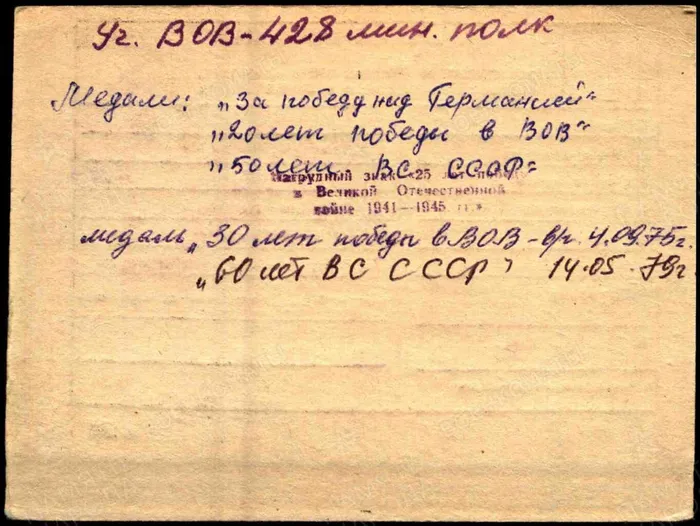 Уч. ВОВ - 428 мин. полк
Медали: „За победу над Германией“
„20 лет победы в ВОВ“
„50 лет ВС СССР“
Нагрудный знак «25 лет победы
в Великой Отечественной
войне 1941—1945 гг.»
медаль „30 лет победы в ВОВ - вр. 4.09.75г.
„60 лет ВС СССР“ 14.05.79г